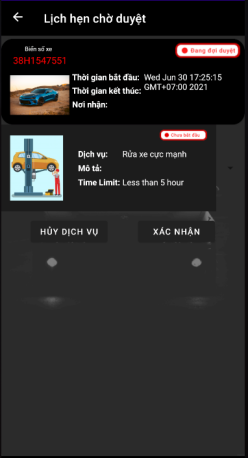 Lịch hẹn chờ duyệt
Biển số xe
38H1547551
Đang đợi duyệt
Thời gian bắt đầu: Wed Jun 30 17:25:15
Thời gian kết thúc: GMT+07:00 2021
Nơi nhận:
Chưa bắt đầu
Dịch vụ: Rửa xe cực mạnh
Mô tả:
Time Limit: Less than 5 hour
HỦY DỊCH VỤ
XÁC NHẬN